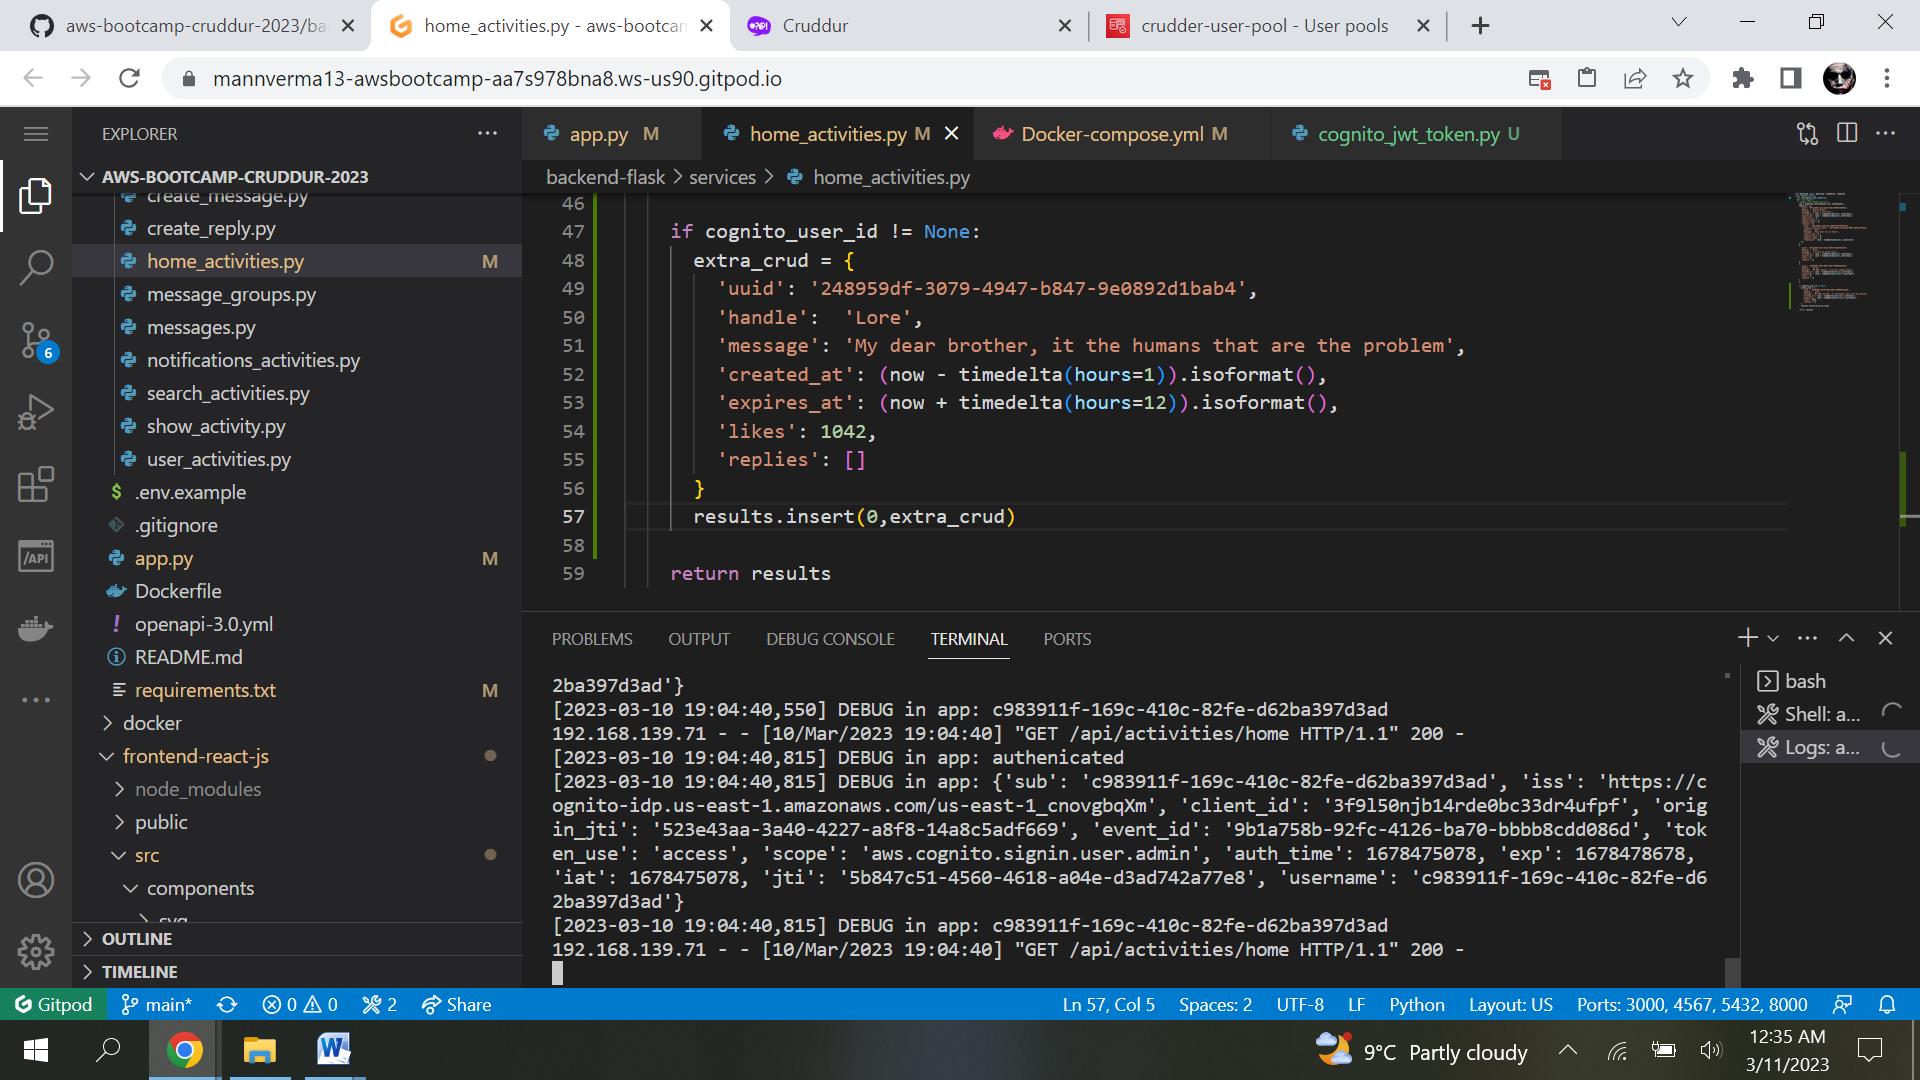 aws-bootcamp-cruddur-2023/ba
home_activities.py - aws-bootcam
Cruddur
crudder-user-pool - User pools
mannverma13-awsbootcamp-aa7s978bna8.ws-us90.gitpod.io
EXPLORER
AWS-BOOTCAMP-CRUDDUR-2023
create_message.py
create_reply.py
home_activities.py M
message_groups.py
messages.py
notifications_activities.py
search_activities.py
show_activity.py
user_activities.py
.env.example
.gitignore
app.py M
Dockerfile
openapi-3.0.yml
README.md
requirements.txt M
docker
frontend-react-js
node_modules
public
src
components
svg
OUTLINE
TIMELINE
6
/API
app.py M
home_activities.py M
Docker-compose.yml M
cognito_jwt_token.py U
backend-flask > services > home_activities.py
46
47 if cognito_user_id != None:
48 extra_crud = {
49 'uuid': '248959df-3079-4947-b847-9e0892d1bab4',
50 'handle':  'Lore',
51 'message': 'My dear brother, it the humans that are the problem',
52 'created_at': (now - timedelta(hours=1)).isoformat(),
53 'expires_at': (now + timedelta(hours=12)).isoformat(),
54 'likes': 1042,
55 'replies': []
56 }
57 results.insert(0,extra_crud)
58
59 return results
PROBLEMS OUTPUT DEBUG CONSOLE TERMINAL PORTS
2ba397d3ad'}
[2023-03-10 19:04:40,550] DEBUG in app: c983911f-169c-410c-82fe-d62ba397d3ad
192.168.139.71 - - [10/Mar/2023 19:04:40] "GET /api/activities/home HTTP/1.1" 200 -
[2023-03-10 19:04:40,815] DEBUG in app: authenicated
[2023-03-10 19:04:40,815] DEBUG in app: {'sub': 'c983911f-169c-410c-82fe-d62ba397d3ad', 'iss': 'https://c
ognito-idp.us-east-1.amazonaws.com/us-east-1_cnovgbqXm', 'client_id': '3f9l50njb14rde0bc33dr4ufpf', 'orig
in_jti': '523e43aa-3a40-4227-a8f8-14a8c5adf669', 'event_id': '9b1a758b-92fc-4126-ba70-bbbb8cdd086d', 'tok
en_use': 'access', 'scope': 'aws.cognito.signin.user.admin', 'auth_time': 1678475078, 'exp': 1678478678,
'iat': 1678475078, 'jti': '5b847c51-4560-4618-a04e-d3ad742a77e8', 'username': 'c983911f-169c-410c-82fe-d6
2ba397d3ad'}
[2023-03-10 19:04:40,815] DEBUG in app: c983911f-169c-410c-82fe-d62ba397d3ad
192.168.139.71 - - [10/Mar/2023 19:04:40] "GET /api/activities/home HTTP/1.1" 200 -
bash
Shell: a...
Logs: a...
Gitpod main* 0 0 2 Share Ln 57, Col 5 Spaces: 2 UTF-8 LF Python Layout: US Ports: 3000, 4567, 5432, 8000
9°C Partly cloudy
12:35 AM
3/11/2023